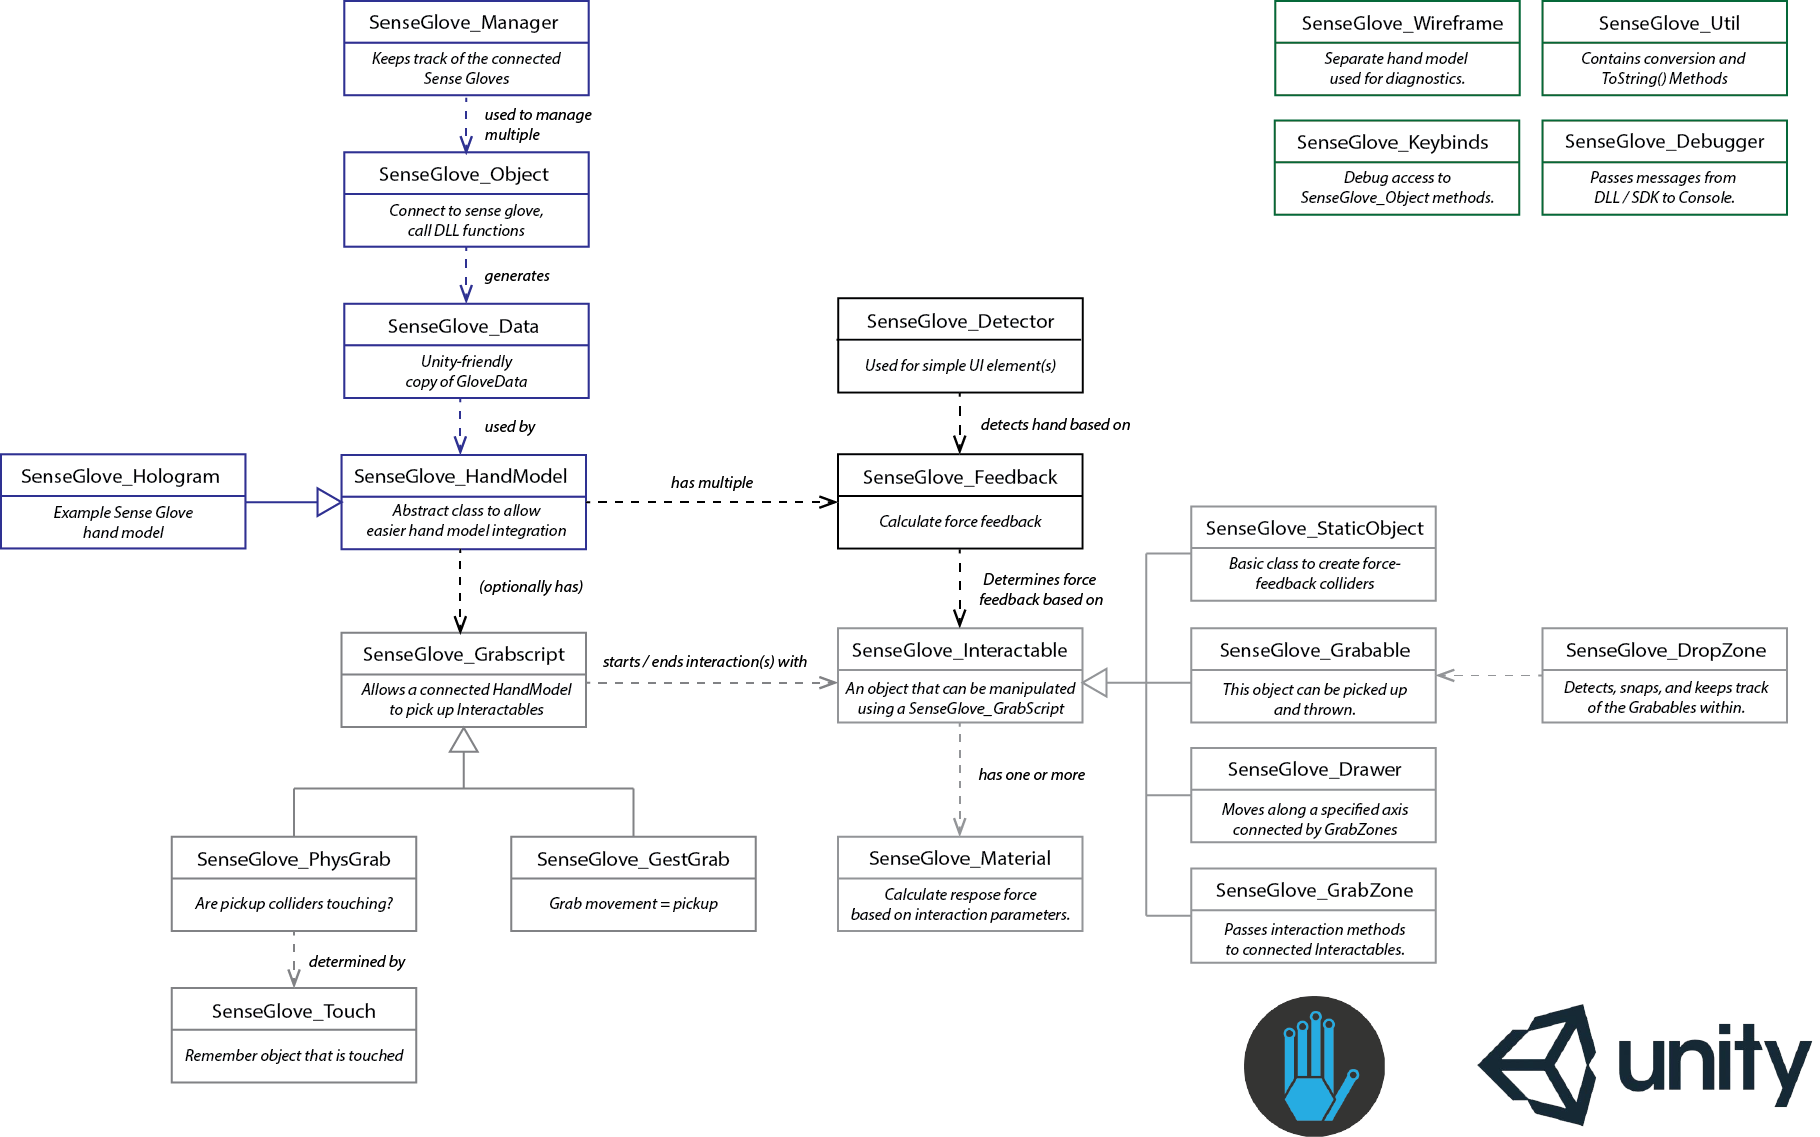 SenseGlove_Manager
Keeps track of the connected
Sense Gloves
used to manage
multiple
SenseGlove_Object
Connect to sense glove,
call DLL functions
generates
SenseGlove_Data
Unity-friendly
copy of GloveData
used by
SenseGlove_Hologram
Example Sense Glove
hand model
SenseGlove_HandModel
Abstract class to allow
easier hand model integration
has multiple
(optionally has)
SenseGlove_Detector
Used for simple UI element(s)
detects hand based on
SenseGlove_Feedback
Calculate force feedback
Determines force
feedback based on
SenseGlove_Grabscript
Allows a connected HandModel
to pick up Interactables
starts / ends interaction(s) with
SenseGlove_Interactable
An object that can be manipulated
using a SenseGlove_GrabScript
has one or more
SenseGlove_Material
Calculate respose force
based on interaction parameters.
SenseGlove_PhysGrab
Are pickup colliders touching?
SenseGlove_GestGrab
Grab movement = pickup
determined by
SenseGlove_Touch
Remember object that is touched
SenseGlove_StaticObject
Basic class to create force-
feedback colliders
SenseGlove_Grabable
This object can be picked up
and thrown.
SenseGlove_DropZone
Detects, snaps, and keeps track
of the Grabables within.
SenseGlove_Drawer
Moves along a specified axis
connected by GrabZones
SenseGlove_GrabZone
Passes interaction methods
to connected Interactables.
SenseGlove_Wireframe
Separate hand model
used for diagnostics.
SenseGlove_Util
Contains conversion and
ToString() Methods
SenseGlove_Keybinds
Debug access to
SenseGlove_Object methods.
SenseGlove_Debugger
Passes messages from
DLL / SDK to Console.
unity